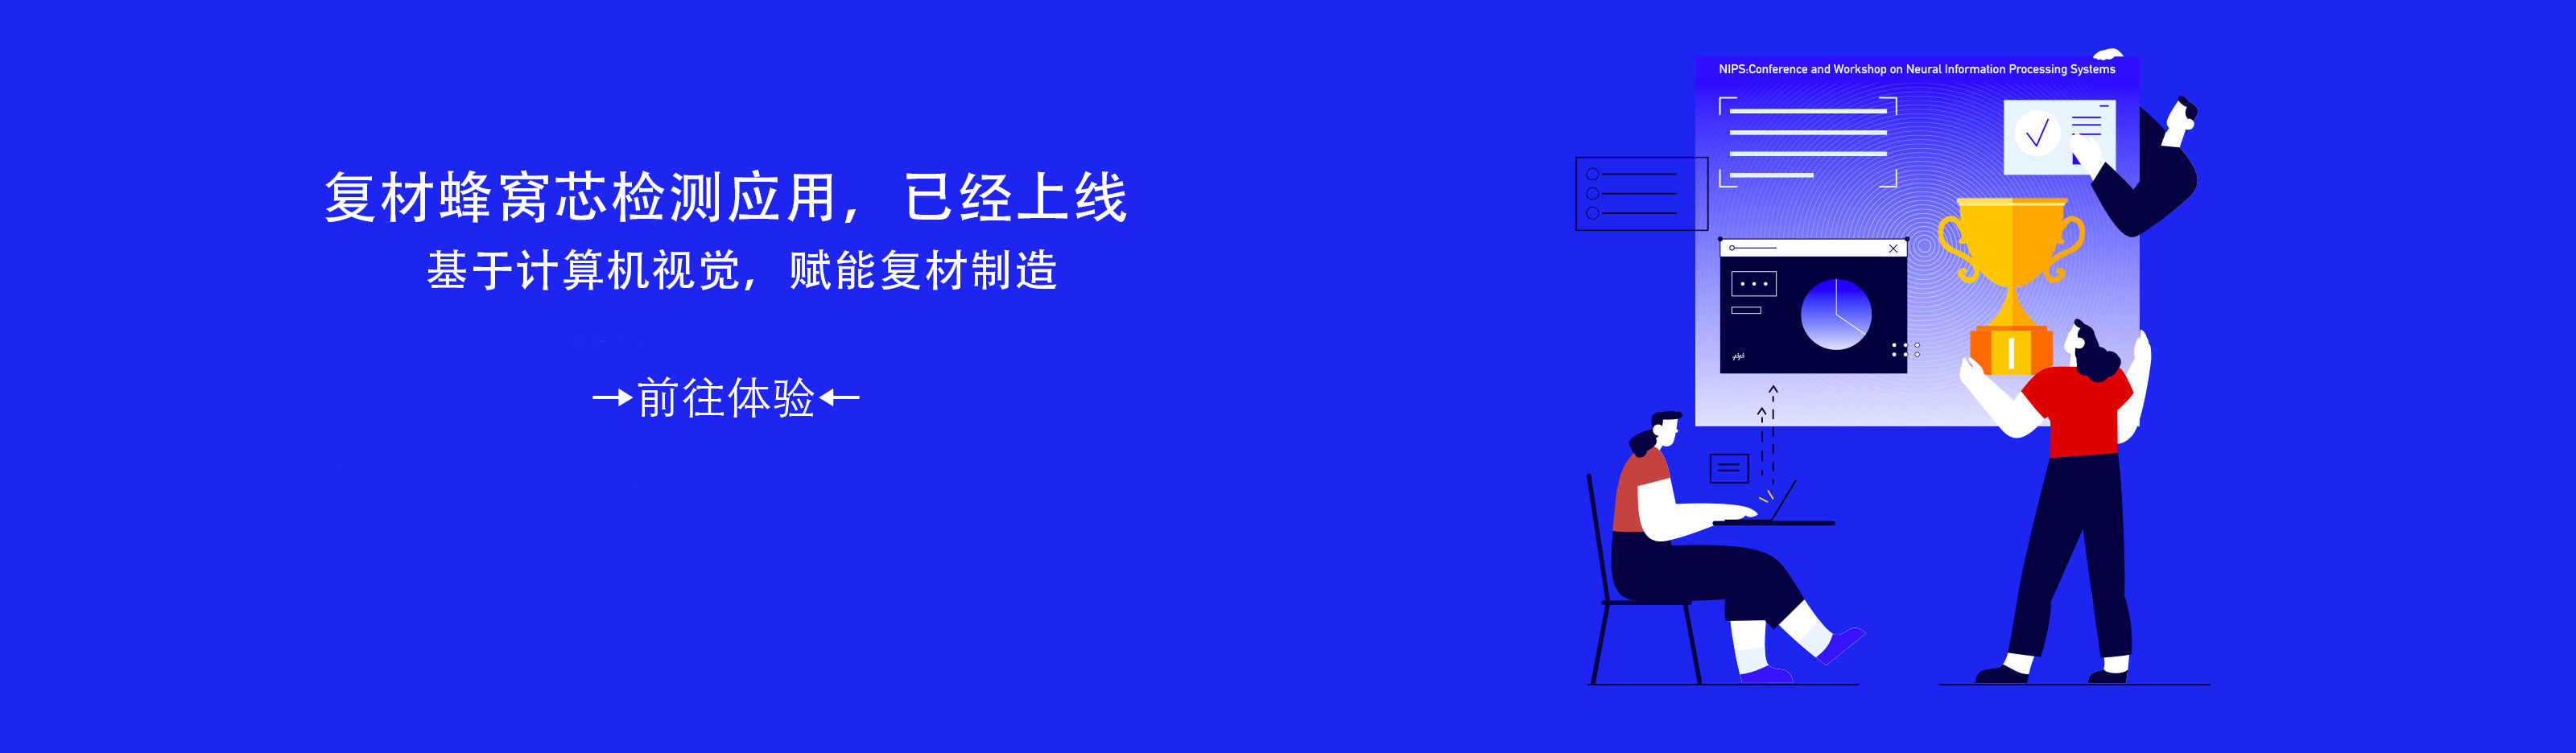 复材蜂窝芯检测应用，已经上线
基于计算机视觉，赋能复材制造
→前往体验←
NIPS:Conference and Workshop on Neural Information Processing Systems